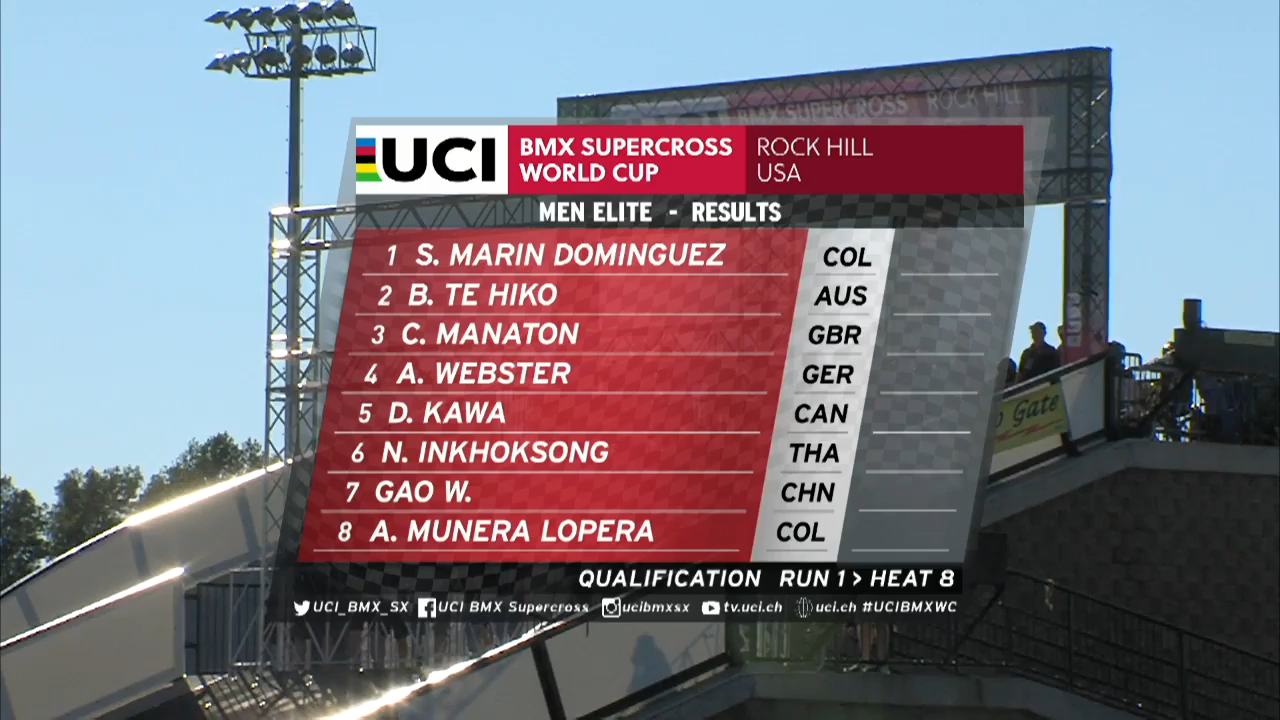 BMX SUPERCROSS ROCK HILL
UCI
BMX SUPERCROSS
WORLD CUP
ROCK HILL
USA
MEN ELITE - RESULTS
1 S. MARIN DOMINGUEZ COL
2 B. TE HIKO AUS
3 C. MANATON GBR
4 A. WEBSTER GER
5 D. KAWA CAN
6 N. INKHOKSONG THA
7 GAO W. CHN
8 A. MUNERA LOPERA COL
Gate
QUALIFICATION RUN 1 > HEAT 8
UCI_BMX_SX UCI BMX Supercross ucibmxsx tv.uci.ch uci.ch #UCIBMXWC